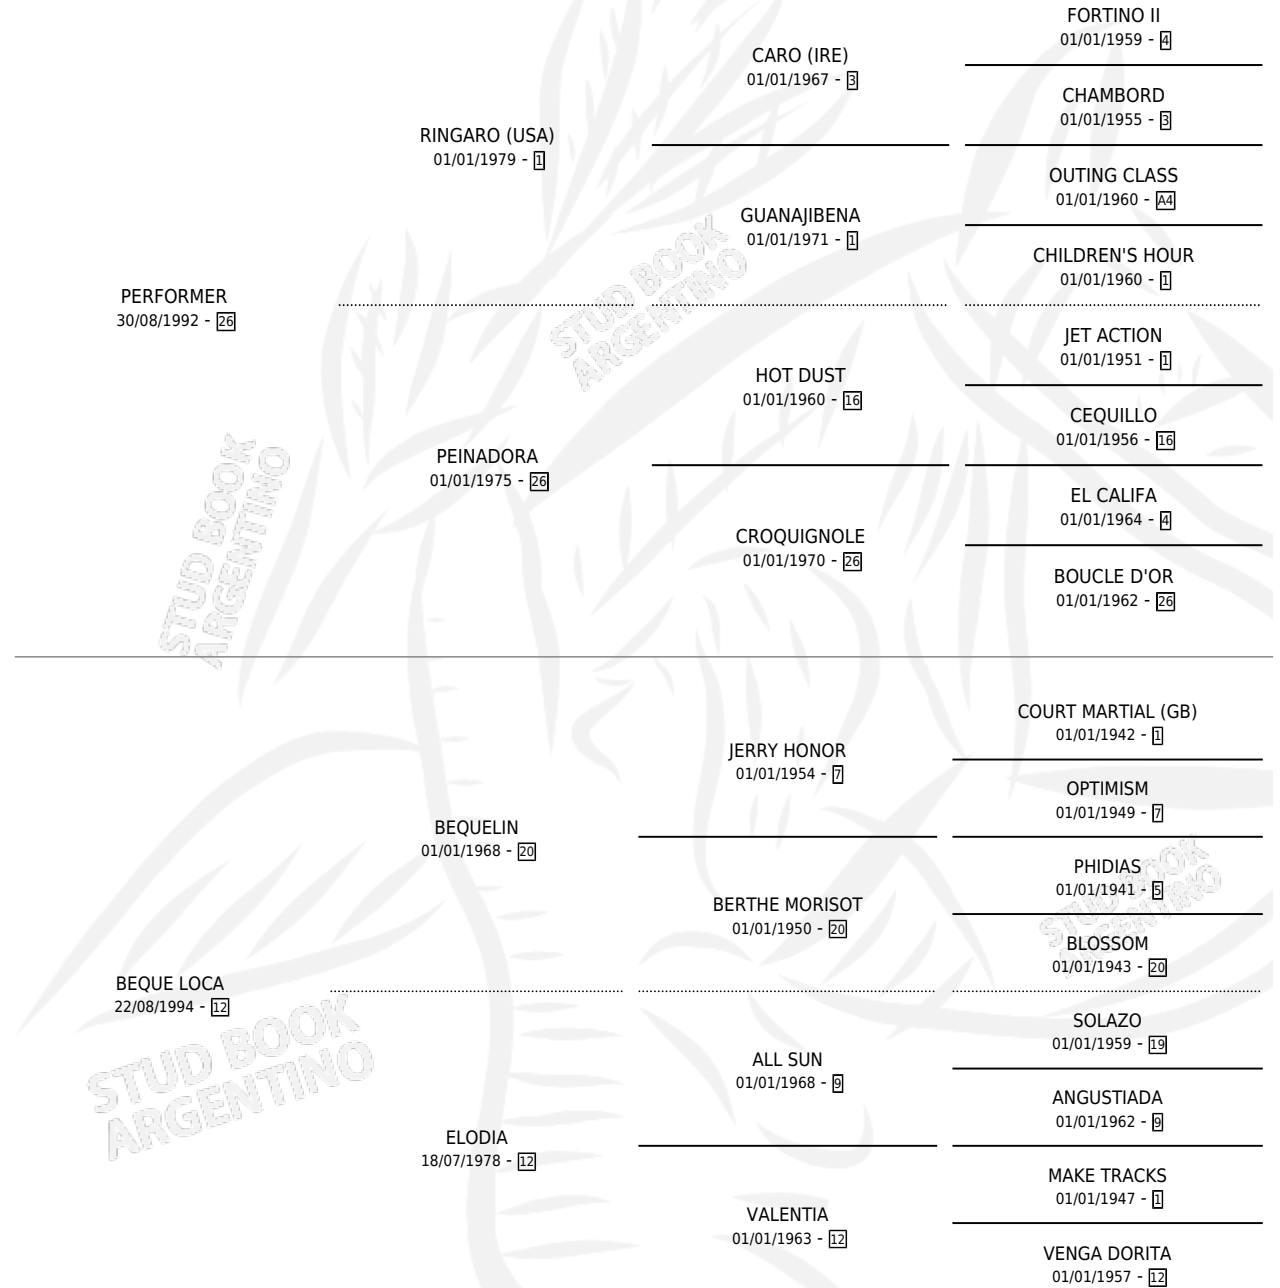 FORTINO II
01/01/1959 - 4
CARO (IRE)
01/01/1967 - 3
CHAMBORD
01/01/1955 - 3
RINGARO (USA)
01/01/1979 - 1
OUTING CLASS
01/01/1960 - A4
GUANAJIBENA
01/01/1971 - 1
CHILDREN'S HOUR
01/01/1960 - 1
PERFORMER
30/08/1992 - 26
JET ACTION
01/01/1951 - 1
HOT DUST
01/01/1960 - 16
CEQUILLO
01/01/1956 - 16
PEINADORA
01/01/1975 - 26
EL CALIFA
01/01/1964 - 4
CROQUIGNOLE
01/01/1970 - 26
BOUCLE D'OR
01/01/1962 - 26
COURT MARTIAL (GB)
01/01/1942 - 1
JERRY HONOR
01/01/1954 - 7
OPTIMISM
01/01/1949 - 7
BEQUELIN
01/01/1968 - 20
PHIDIAS
01/01/1941 - 5
BERTHE MORISOT
01/01/1950 - 20
BLOSSOM
01/01/1943 - 20
BEQUE LOCA
22/08/1994 - 12
SOLAZO
01/01/1959 - 19
ALL SUN
01/01/1968 - 9
ANGUSTIADA
01/01/1962 - 9
ELODIA
18/07/1978 - 12
MAKE TRACKS
01/01/1947 - 1
VALENTIA
01/01/1963 - 12
VENGA DORITA
01/01/1957 - 12
STUD BOOK
ARGENTINO
STUD BOOK
ARGENTINO
STUD BOOK
ARGENTINO
STUD BOOK
ARGENTINO